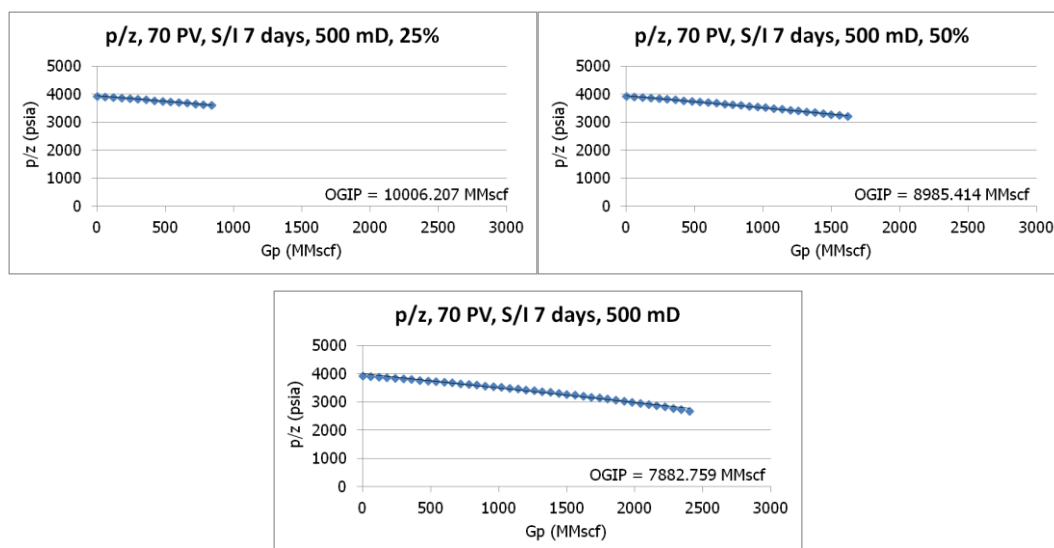 p/z, 70 PV, S/I 7 days, 500 mD, 25%
5000
4000
3000
2000
1000
0
p/z (psia)
OGIP = 10006.207 MMscf
0 500 1000 1500 2000 2500 3000
Gp (MMscf)
p/z, 70 PV, S/I 7 days, 500 mD, 50%
5000
4000
3000
2000
1000
0
p/z (psia)
OGIP = 8985.414 MMscf
0 500 1000 1500 2000 2500 3000
Gp (MMscf)
p/z, 70 PV, S/I 7 days, 500 mD
5000
4000
3000
2000
1000
0
p/z (psia)
OGIP = 7882.759 MMscf
0 500 1000 1500 2000 2500 3000
Gp (MMscf)